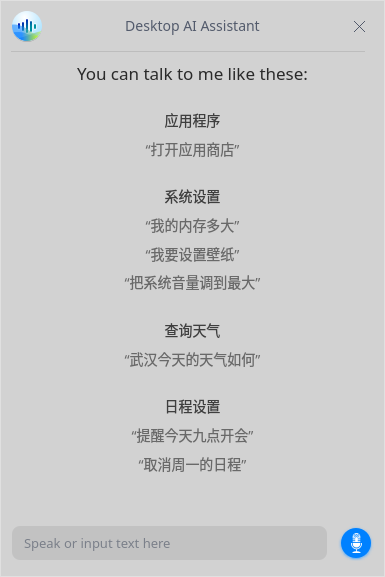 Desktop AI Assistant
You can talk to me like these:
应用程序
“打开应用商店”
系统设置
“我的内存多大”
“我要设置壁纸”
“把系统音量调到最大”
查询天气
“武汉今天的天气如何”
日程设置
“提醒今天九点开会”
“取消周一的日程”
Speak or input text here